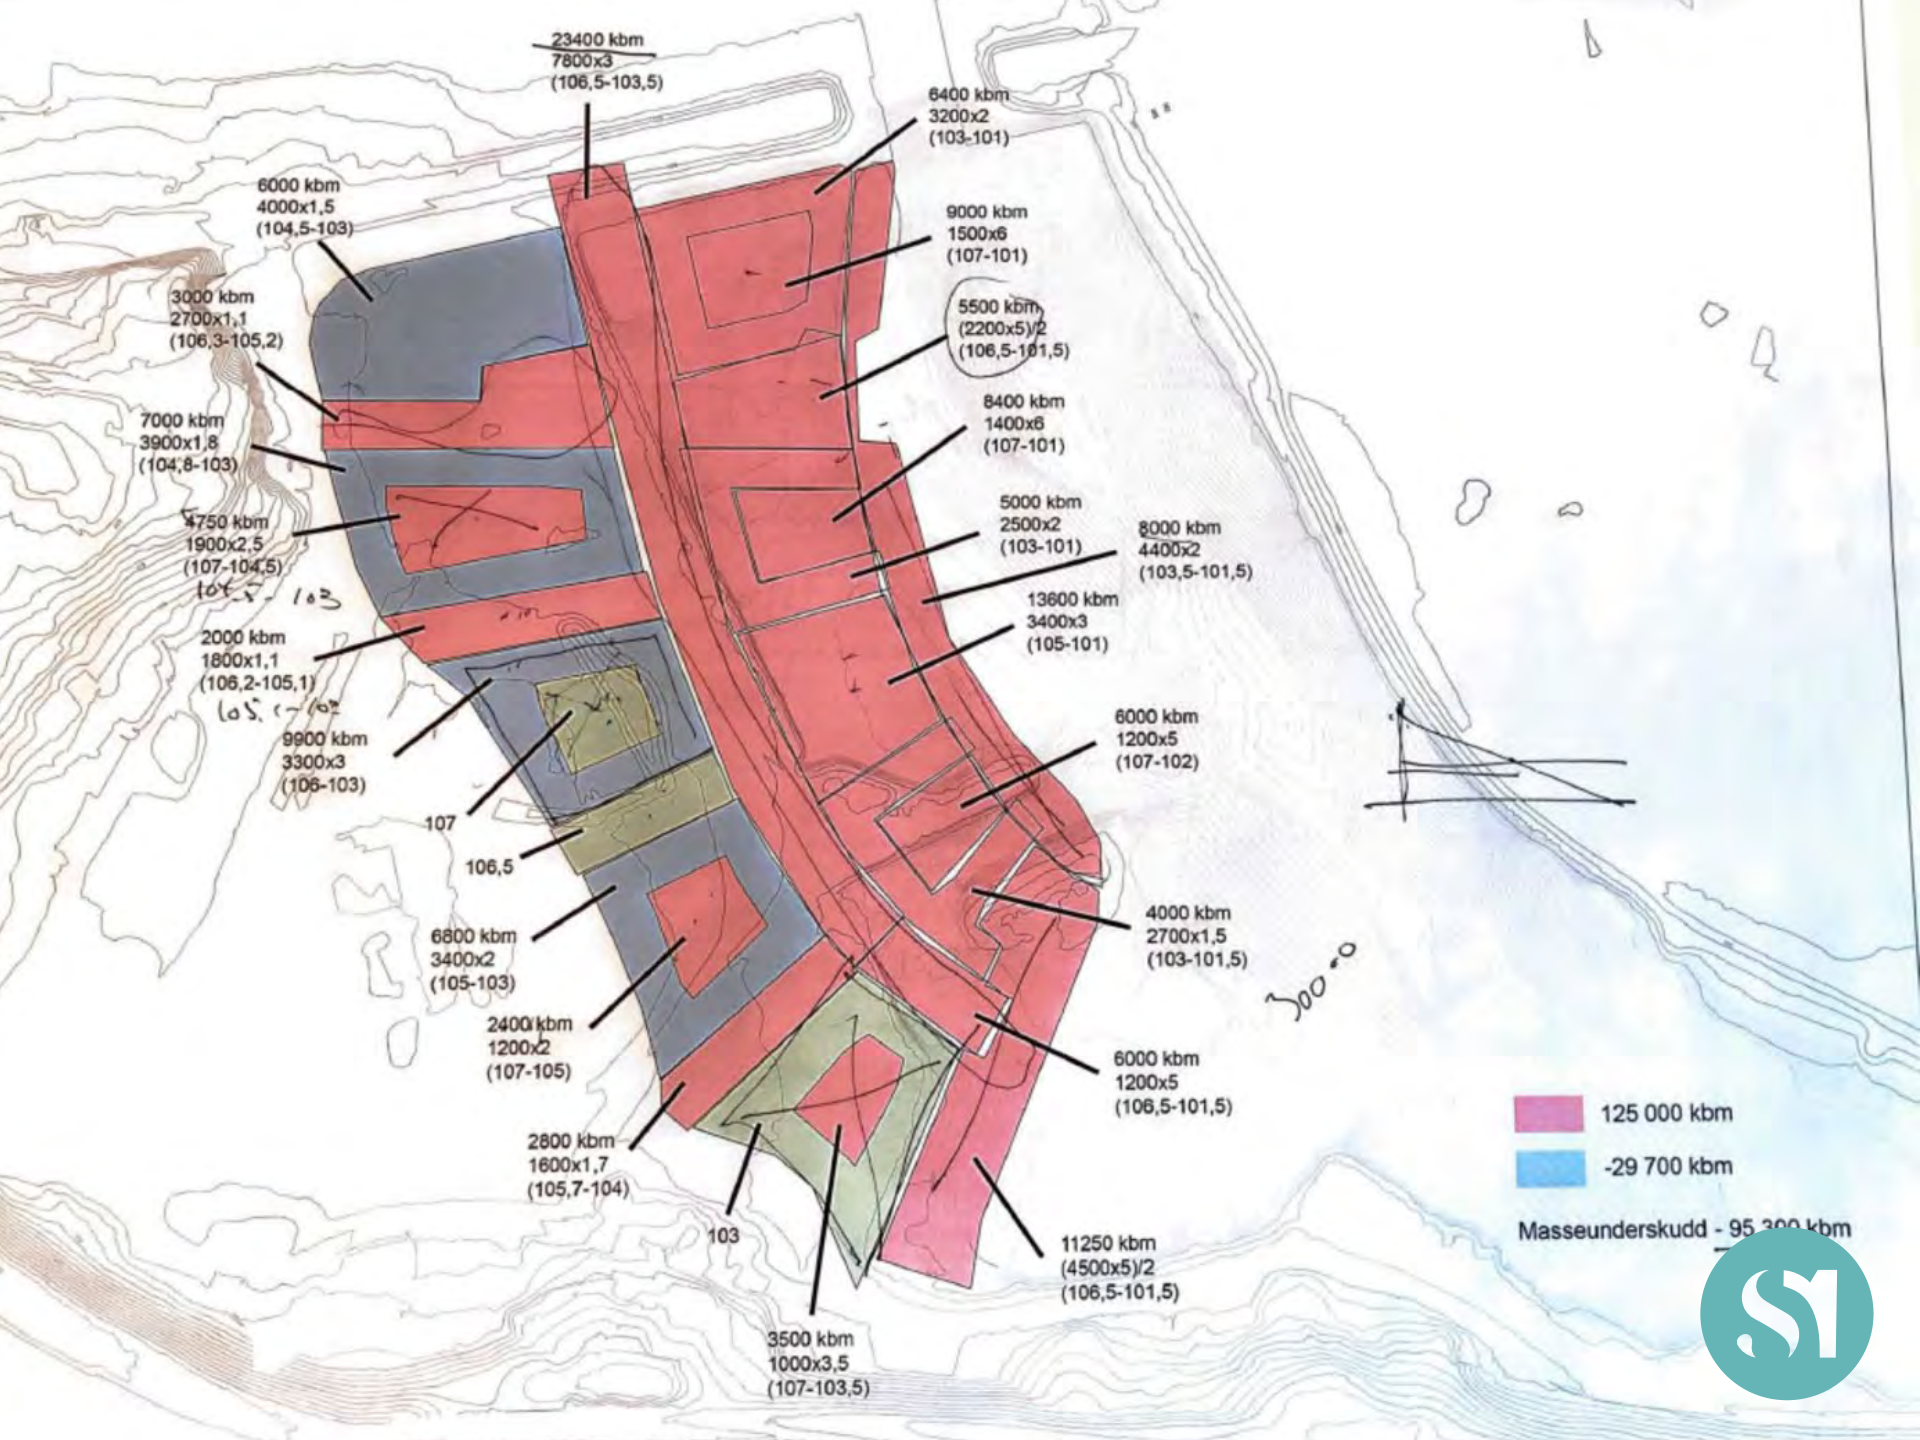 23400 kbm
7800x3
(106,5-103,5)
6400 kbm
3200x2
(103-101)
6000 kbm
4000x1,5
(104,5-103)
9000 kbm
1500x6
(107-101)
3000 kbm
2700x1,1
(106,3-105,2)
5500 kbm
(2200x5)/2
(106,5-101,5)
7000 kbm
3900x1,8
(104,8-103)
8400 kbm
1400x6
(107-101)
4750 kbm
1900x2,5
(107-104,5)
5000 kbm
2500x2
(103-101)
8000 kbm
4400x2
(103,5-101,5)
13600 kbm
3400x3
(105-101)
2000 kbm
1800x1,1
(106,2-105,1)
9900 kbm
3300x3
(106-103)
6000 kbm
1200x5
(107-102)
107
106,5
6800 kbm
3400x2
(105-103)
4000 kbm
2700x1,5
(103-101,5)
2400 kbm
1200x2
(107-105)
6000 kbm
1200x5
(106,5-101,5)
2800 kbm
1600x1,7
(105,7-104)
103
11250 kbm
(4500x5)/2
(106,5-101,5)
3500 kbm
1000x3,5
(107-103,5)
125 000 kbm
-29 700 kbm
Masseunderskudd - 95 300 kbm